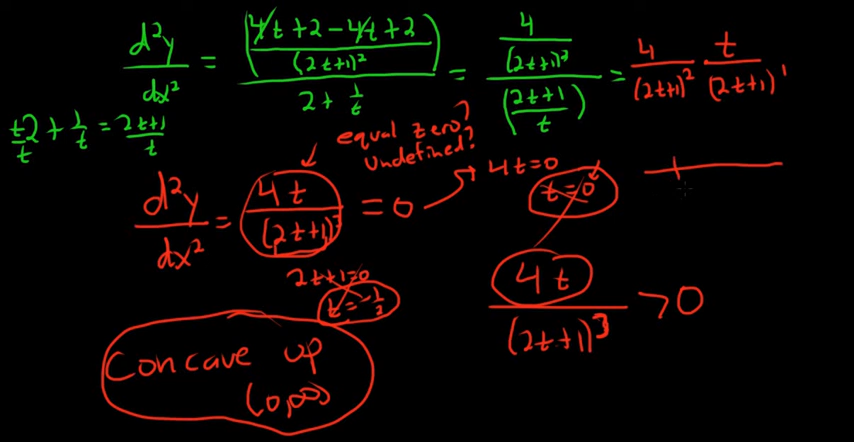 d²y/dx² = ((4t + 2 − 4t + 2)/(2t+1)²)/(2 + 1/t) = (4/(2t+1)²)/((2t+1)/t) = 4/(2t+1)² t/(2t+1)¹
t/t 2 + 1/t = (2t+1)/t
equal zero?
undefined?
d²y/dx² = 4t/(2t+1)³ = 0 → 4t=0
t=0
2t+1=0
t=-1/2
4t/(2t+1)³ > 0
Concave up
(0,∞)